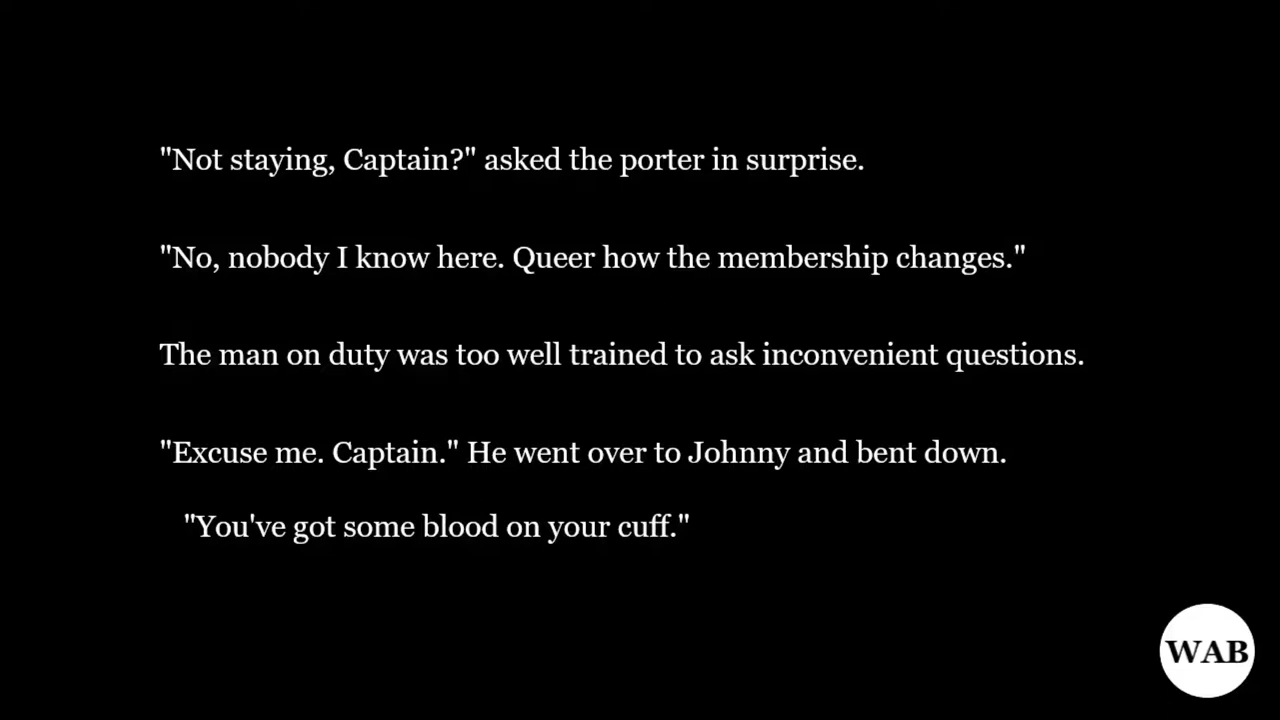 "Not staying, Captain?" asked the porter in surprise.
"No, nobody I know here. Queer how the membership changes."
The man on duty was too well trained to ask inconvenient questions.
"Excuse me. Captain." He went over to Johnny and bent down.
"You've got some blood on your cuff."
WAB